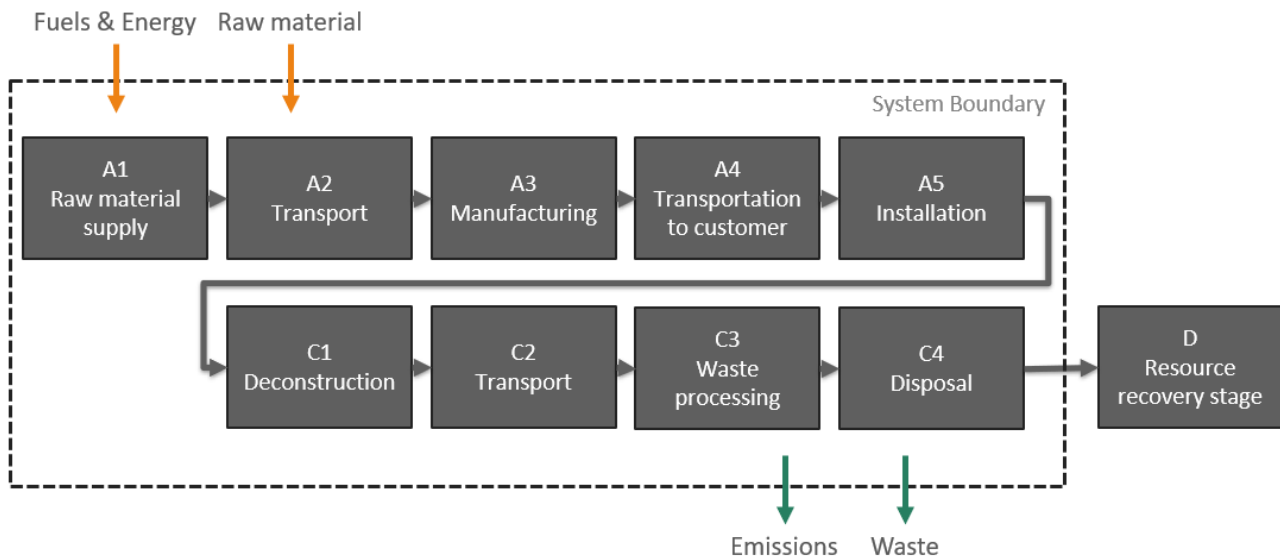 Fuels & Energy
Raw material
System Boundary
A1
Raw material
supply
A2
Transport
A3
Manufacturing
A4
Transportation
to customer
A5
Installation
C1
Deconstruction
C2
Transport
C3
Waste
processing
C4
Disposal
D
Resource
recovery stage
Emissions
Waste